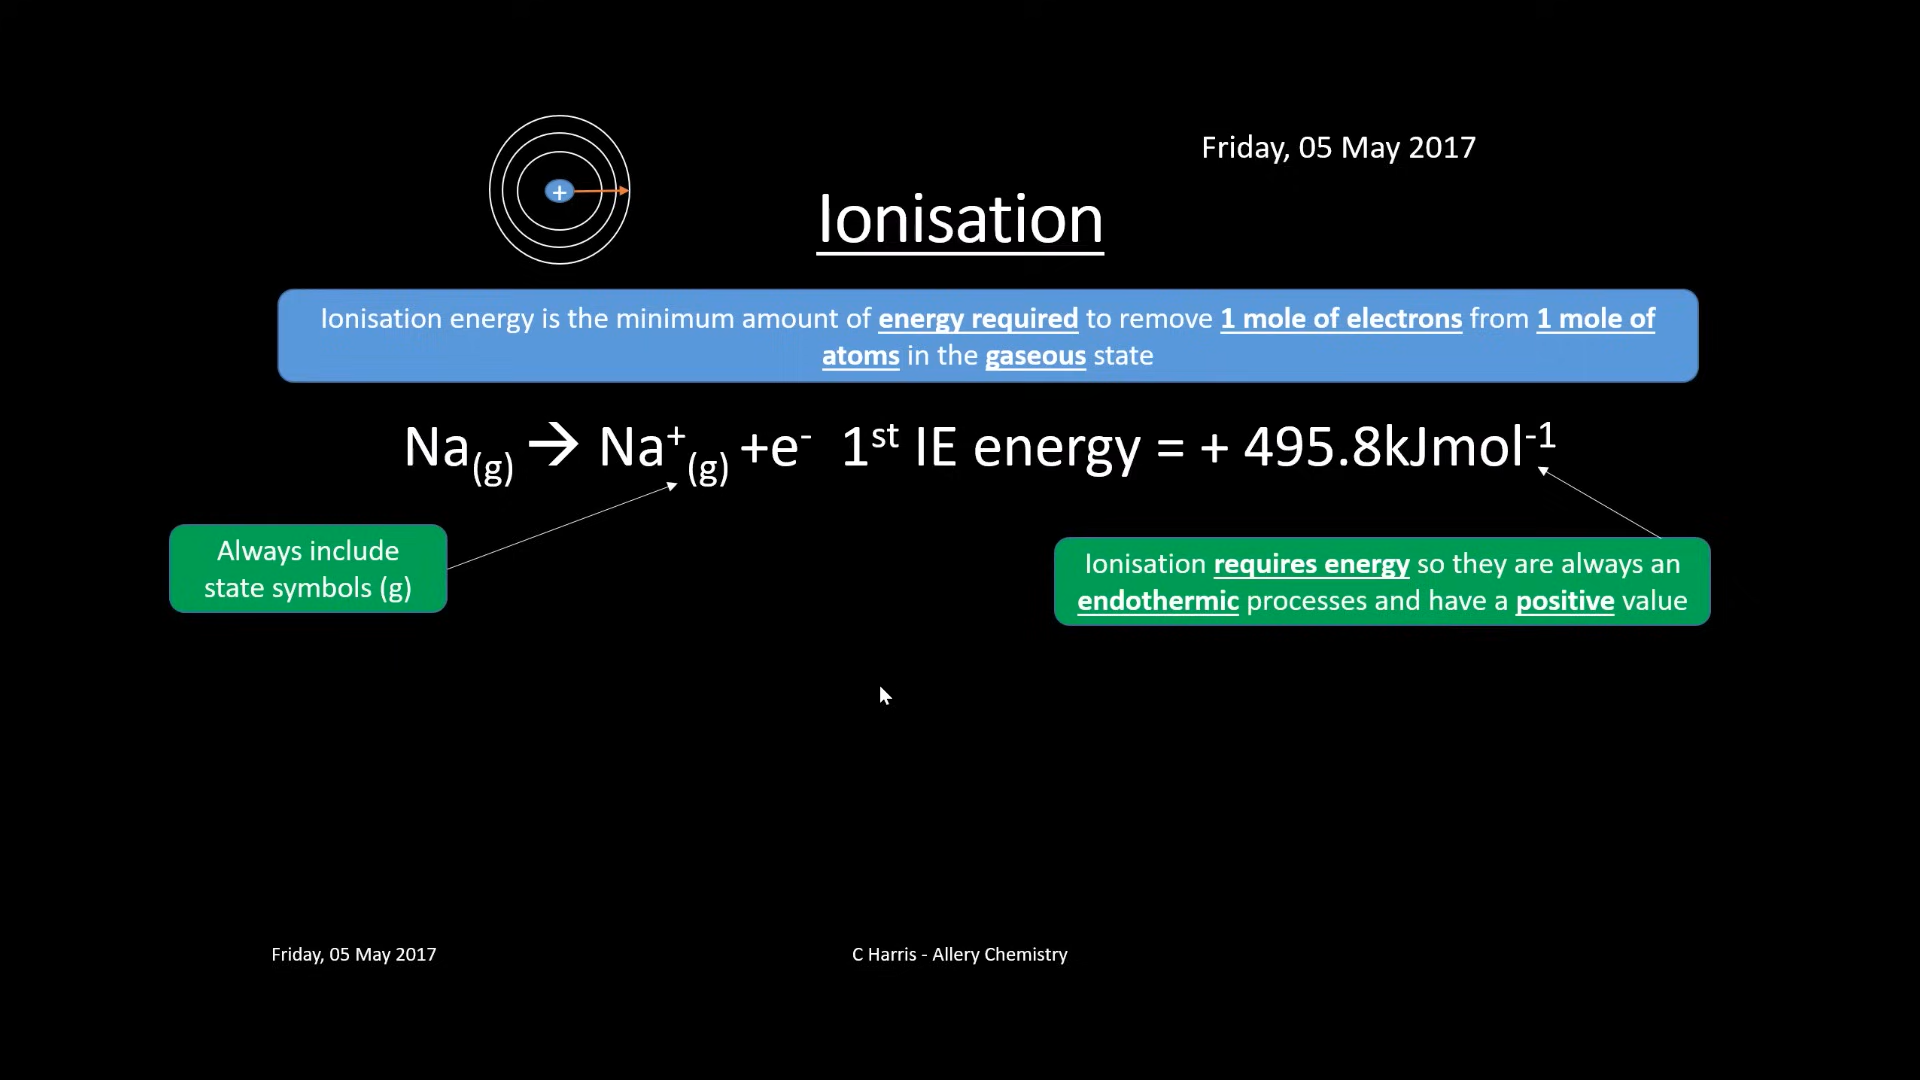 Friday, 05 May 2017
+
Ionisation
Ionisation energy is the minimum amount of energy required to remove 1 mole of electrons from 1 mole of
atoms in the gaseous state
Na(g) → Na⁺(g) +e⁻ 1ˢᵗ IE energy = + 495.8kJmol⁻¹
Always include
state symbols (g)
Ionisation requires energy so they are always an
endothermic processes and have a positive value
Friday, 05 May 2017
C Harris - Allery Chemistry